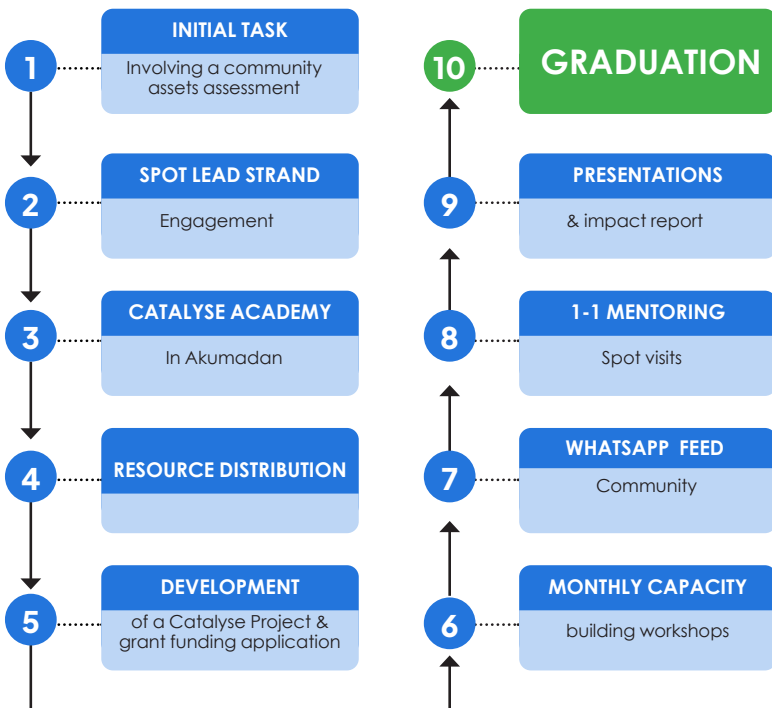 1
INITIAL TASK
Involving a community
assets assessment
2
SPOT LEAD STRAND
Engagement
3
CATALYSE ACADEMY
In Akumadan
4
RESOURCE DISTRIBUTION
5
DEVELOPMENT
of a Catalyse Project &
grant funding application
6
MONTHLY CAPACITY
building workshops
7
WHATSAPP FEED
Community
8
1-1 MENTORING
Spot visits
9
PRESENTATIONS
& impact report
10
GRADUATION